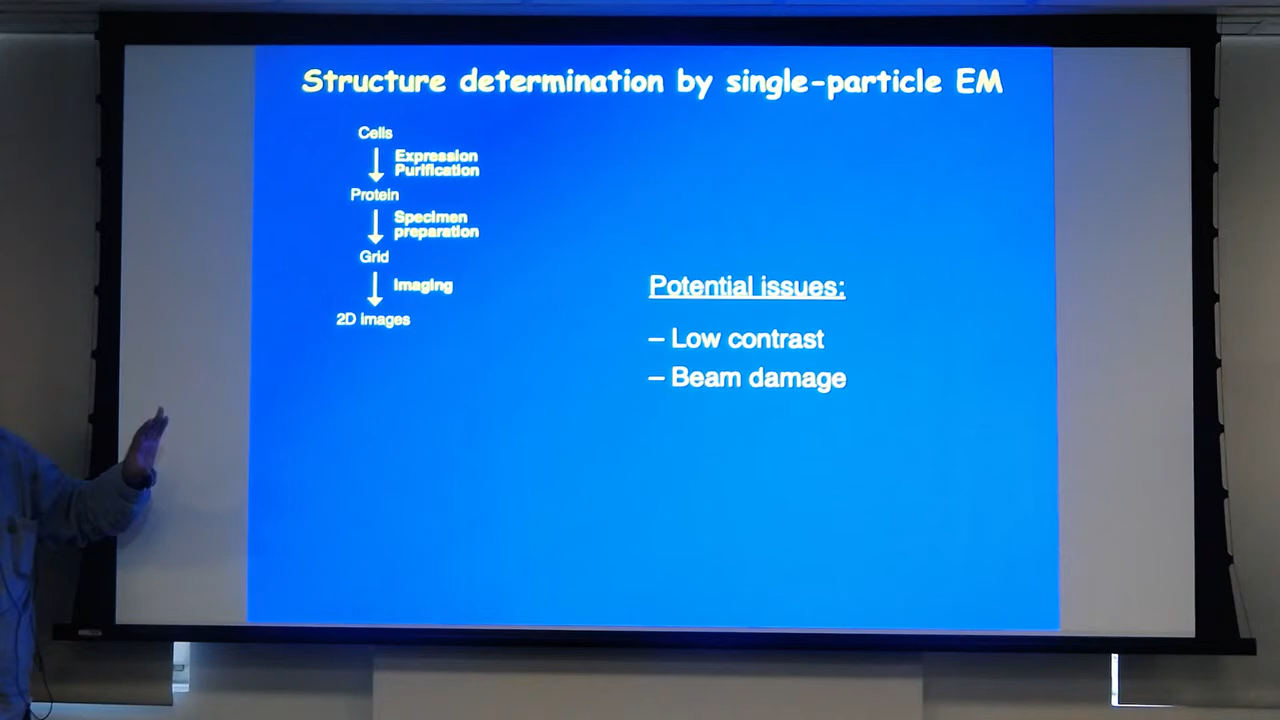 Structure determination by single-particle EM
Cells
Expression
Purification
Protein
Specimen
preparation
Grid
Imaging
2D images
Potential issues:
– Low contrast
– Beam damage